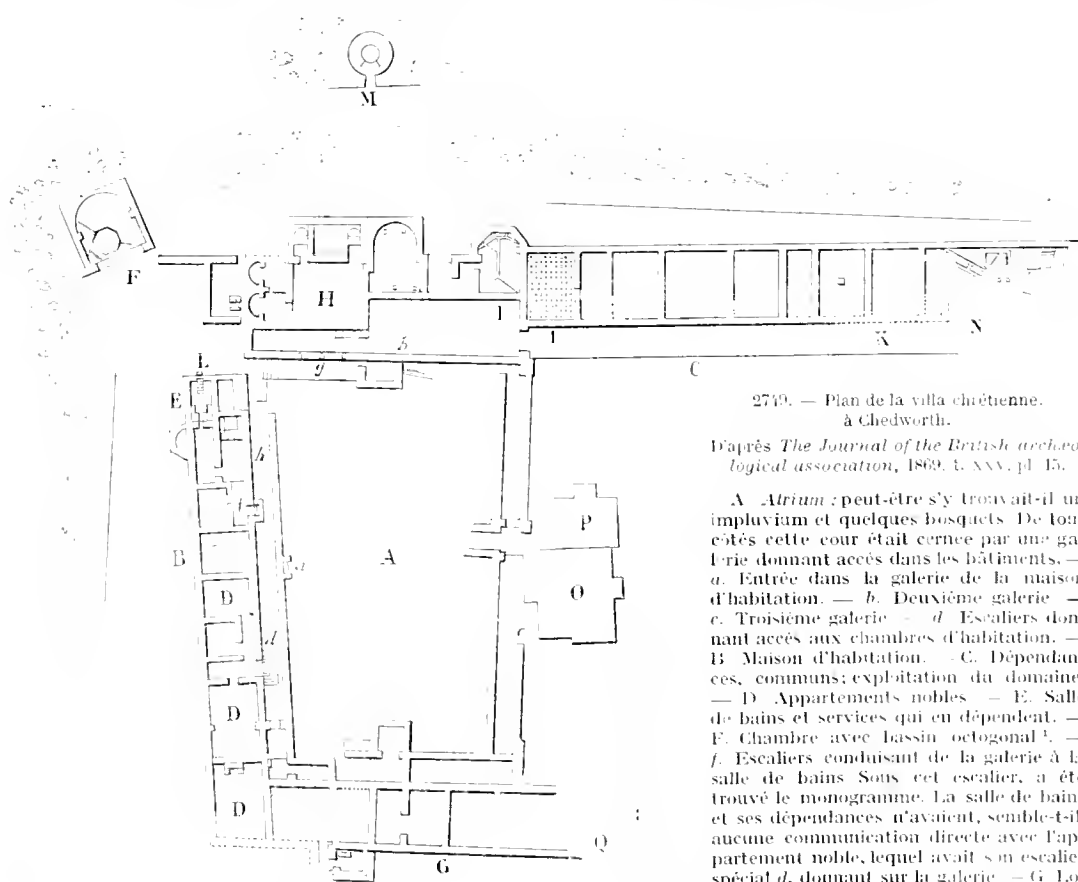 M
F
H
I
I
K
N
b
g
C
L
E
h
f
B
A
P
a
D
O
D
d
c
D
D
G
Q
2749. — Plan de la villa chrétienne.
à Chedworth.
D'après The Journal of the British archæo
logical association, 1869, t. xxv, pl 15.
A Atrium : peut-être s'y trouvait-il un
impluvium et quelques bosquets De tous
côtés cette cour était cernée par une ga
lerie donnant accès dans les bâtiments. —
a. Entrée dans la galerie de la maison
d'habitation. — b. Deuxième galerie —
c. Troisième galerie — d Escaliers don
nant accès aux chambres d'habitation. —
B Maison d'habitation. — C. Dépendan
ces, communs; exploitation du domaine
— D Appartements nobles — E. Salle
de bains et services qui en dépendent. —
F. Chambre avec bassin octogonal ¹. —
f. Escaliers conduisant de la galerie à la
salle de bains Sous cet escalier, a été
trouvé le monogramme. La salle de bains
et ses dépendances n'avaient, semble-t-il
aucune communication directe avec l'ap
partement noble, lequel avait son escalier
spécial d, donnant sur la galerie — G Lo